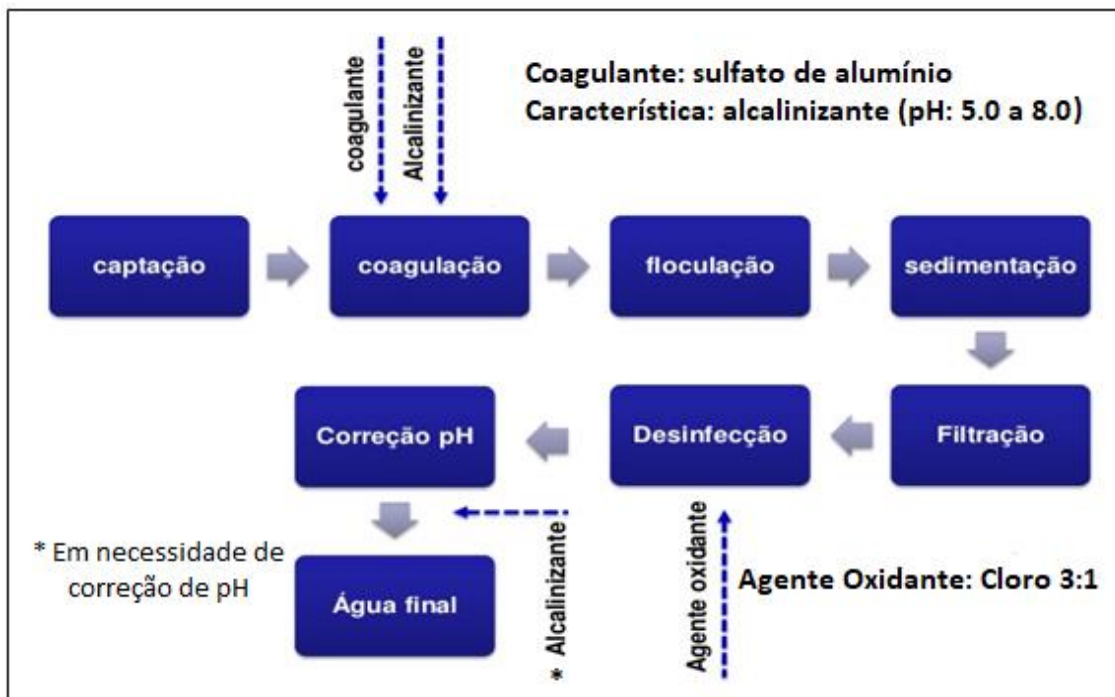 coagulante
Alcalinizante
Coagulante: sulfato de alumínio
Característica: alcalinizante (pH: 5.0 a 8.0)
captação
coagulação
floculação
sedimentação
Correção pH
Desinfecção
Filtração
* Em necessidade de
correção de pH
Água final
* Alcalinizante
Agente oxidante
Agente Oxidante: Cloro 3:1